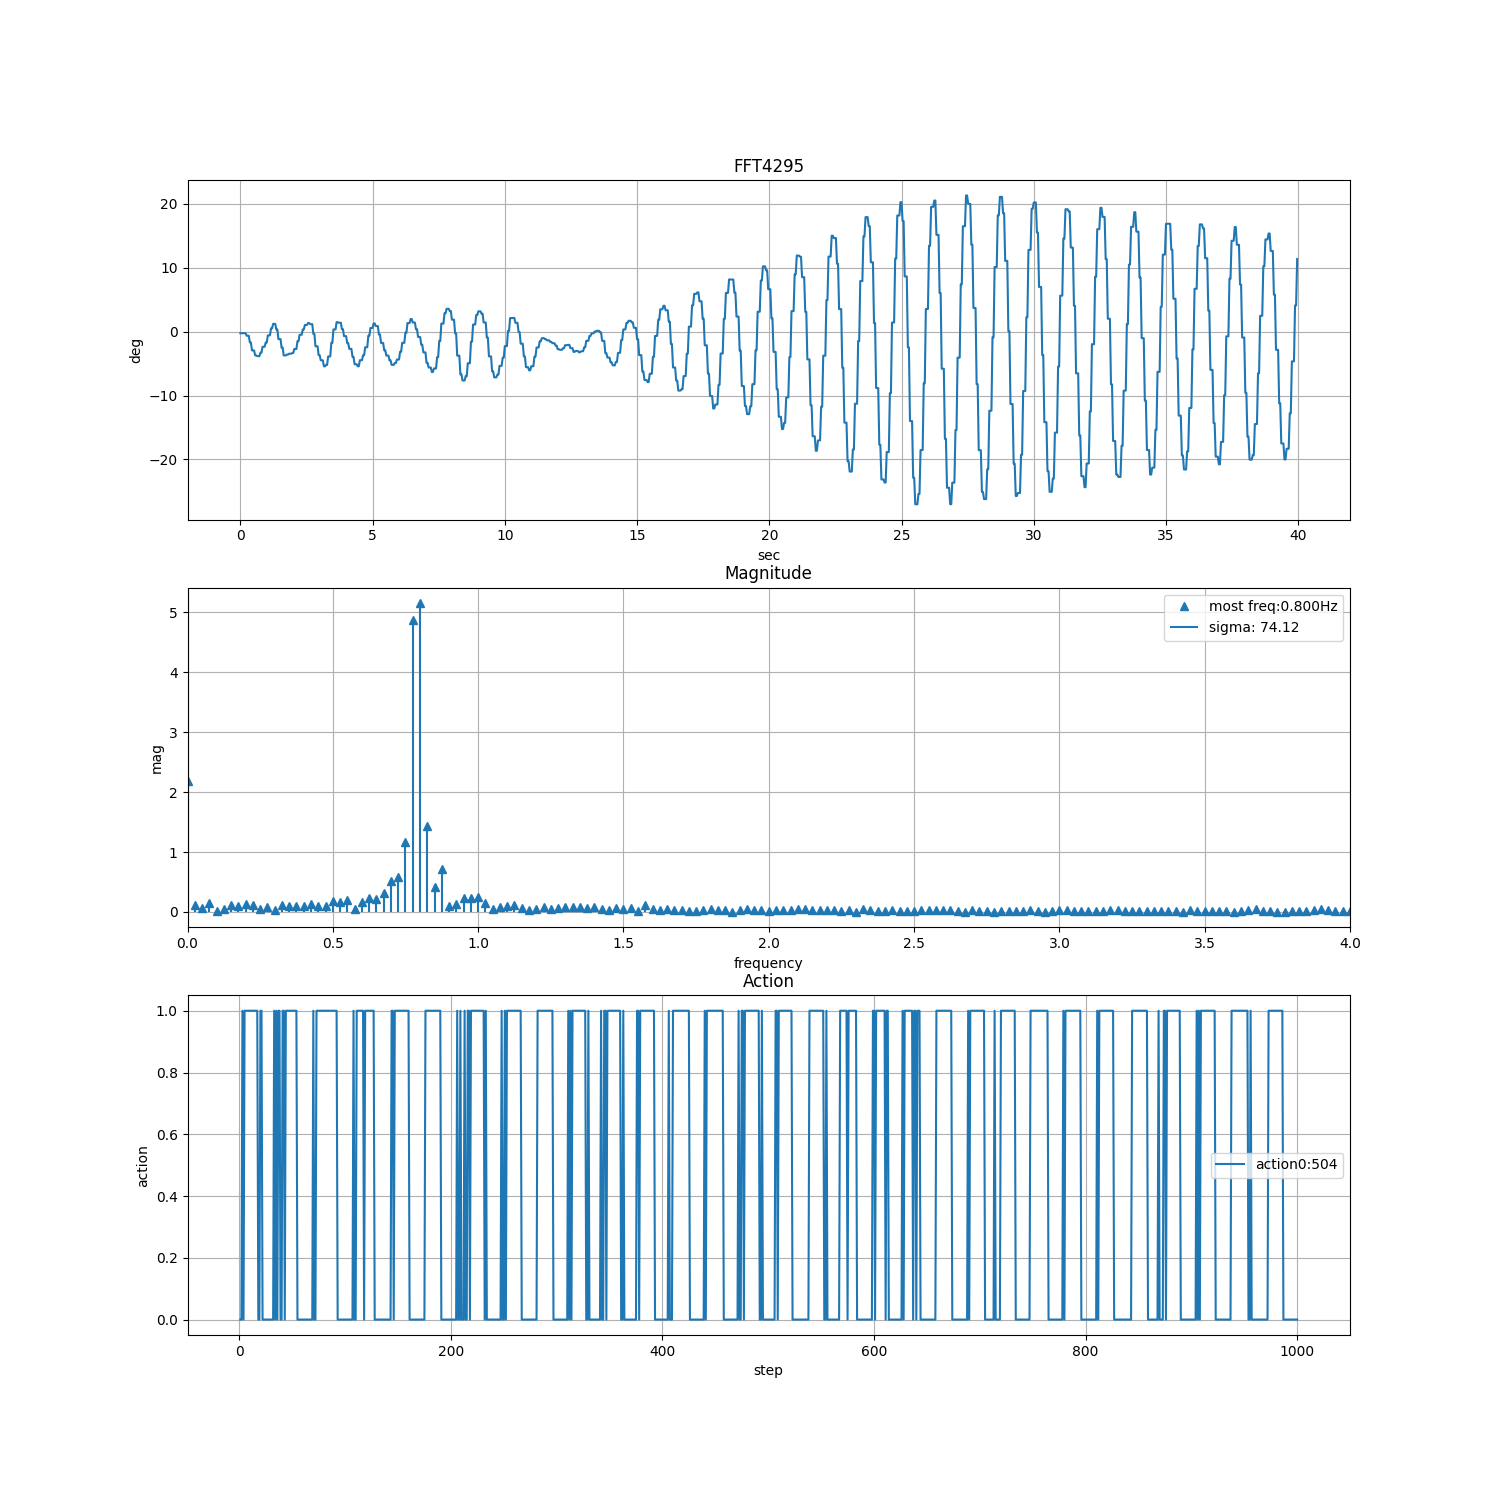 FFT4295
20
10
0
−10
−20
deg
0 5 10 15 20 25 30 35 40
sec
Magnitude
5
4
3
2
1
0
mag
most freq:0.800Hz
sigma: 74.12
0.0 0.5 1.0 1.5 2.0 2.5 3.0 3.5 4.0
frequency
Action
1.0
0.8
0.6
0.4
0.2
0.0
action
action0:504
0 200 400 600 800 1000
step